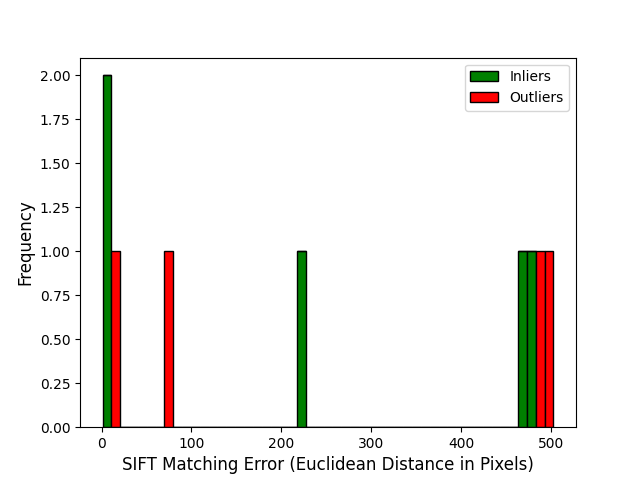 Inliers
Outliers
2.00
1.75
1.50
1.25
1.00
0.75
0.50
0.25
0.00
Frequency
0 100 200 300 400 500
SIFT Matching Error (Euclidean Distance in Pixels)